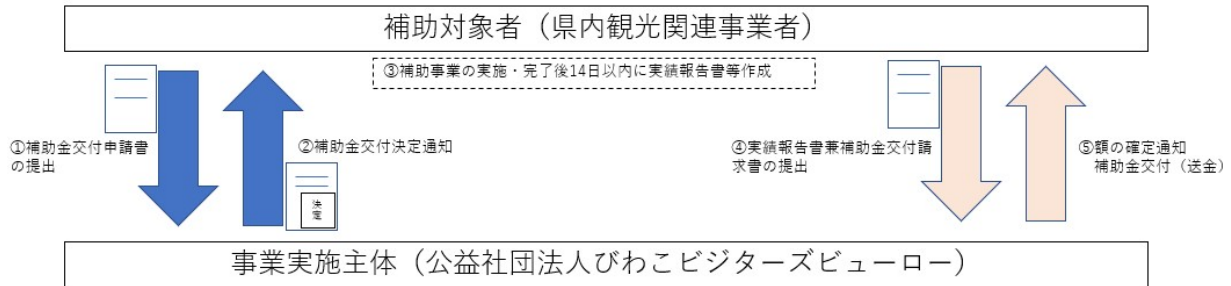 補助対象者（県内観光関連事業者）
③補助事業の実施・完了後14日以内に実績報告書等作成
①補助金交付申請書
の提出
②補助金交付決定通知
決
定
④実績報告書兼補助金交付請
求書の提出
⑤額の確定通知
補助金交付（送金）
事業実施主体（公益社団法人びわこビジターズビューロー）